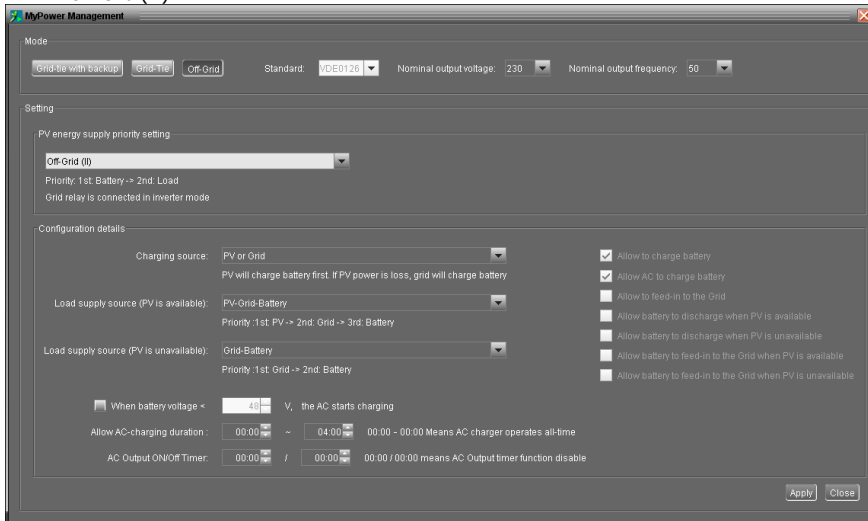 MyPower Management
Mode
Grid-tie with backup Grid-Tie Off-Grid Standard: VDE0126 Nominal output voltage: 230 Nominal output frequency: 50
Setting
PV energy supply priority setting
Off-Grid (II)
Priority: 1st: Battery -> 2nd: Load
Grid relay is connected in inverter mode
Configuration details
Charging source: PV or Grid
PV will charge battery first. If PV power is loss, grid will charge battery
Load supply source (PV is available): PV-Grid-Battery
Priority :1st: PV -> 2nd: Grid -> 3rd: Battery
Load supply source (PV is unavailable): Grid-Battery
Priority :1st: Grid -> 2nd: Battery
Allow to charge battery
Allow AC to charge battery
Allow to feed-in to the Grid
Allow battery to discharge when PV is available
Allow battery to discharge when PV is unavailable
Allow battery to feed-in to the Grid when PV is available
Allow battery to feed-in to the Grid when PV is unavailable
When battery voltage < 48 V, the AC starts charging
Allow AC-charging duration : 00:00 ~ 04:00 00:00 - 00:00 Means AC charger operates all-time
AC Output ON/Off Timer: 00:00 / 00:00 00:00 / 00:00 means AC Output timer function disable
Apply Close